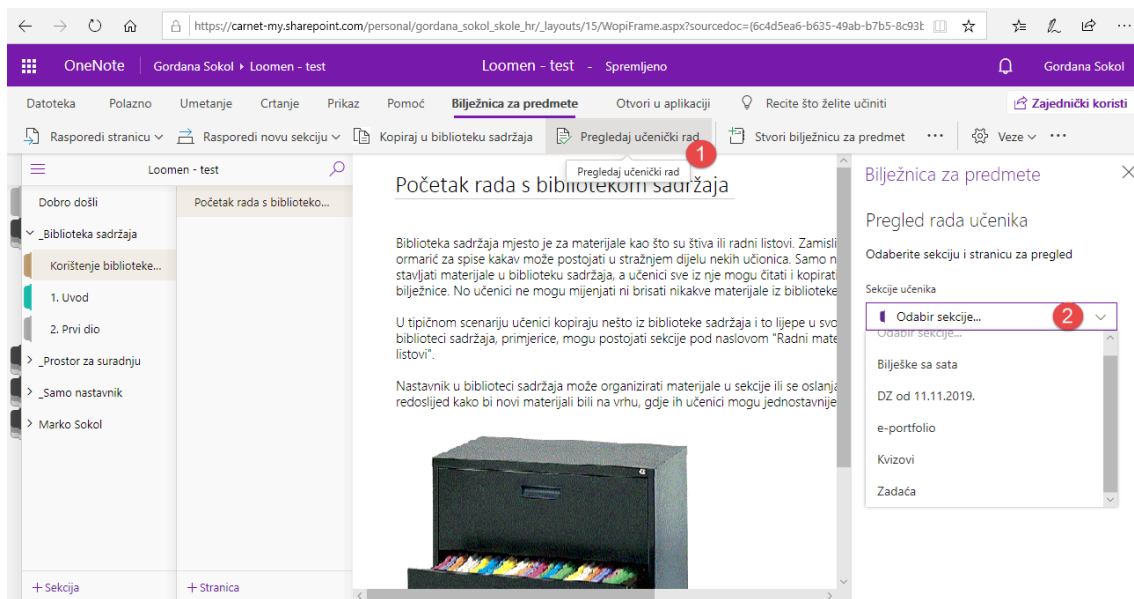 https://carnet-my.sharepoint.com/personal/gordana_sokol_skole_hr/_layouts/15/WopiFrame.aspx?sourcedoc={6c4d5ea6-b635-49ab-b7b5-8c93b
OneNote Gordana Sokol ▸ Loomen - test Loomen - test - Spremljeno Gordana Sokol
Datoteka Polazno Umetanje Crtanje Prikaz Pomoć Bilježnica za predmete Otvori u aplikaciji Recite što želite učiniti Zajednički koristi
Rasporedi stranicu Rasporedi novu sekciju Kopiraj u biblioteku sadržaja Pregledaj učenički rad Stvori bilježnicu za predmet ... Veze ...
1
Pregledaj učenički rad
Loomen - test
Dobro došli
_Biblioteka sadržaja
Korištenje biblioteke...
1. Uvod
2. Prvi dio
_Prostor za suradnju
_Samo nastavnik
Marko Sokol
+ Sekcija
Početak rada s biblioteko...
+ Stranica
Početak rada s bibliotekom sadržaja
Biblioteka sadržaja mjesto je za materijale kao što su štiva ili radni listovi. Zamisli
ormarić za spise kakav može postojati u stražnjem dijelu nekih učionica. Samo n
stavljati materijale u biblioteku sadržaja, a učenici sve iz nje mogu čitati i kopirati
bilježnice. No učenici ne mogu mijenjati ni brisati nikakve materijale iz biblioteke
U tipičnom scenariju učenici kopiraju nešto iz biblioteke sadržaja i to lijepe u svo
biblioteci sadržaja, primjerice, mogu postojati sekcije pod naslovom "Radni mate
listovi".
Nastavnik u biblioteci sadržaja može organizirati materijale u sekcije ili se oslanja
redoslijed kako bi novi materijali bili na vrhu, gdje ih učenici mogu jednostavnije
Bilježnica za predmete
Pregled rada učenika
Odaberite sekciju i stranicu za pregled
Sekcije učenika
Odabir sekcije... 2
Odabir sekcije...
Bilješke sa sata
DZ od 11.11.2019.
e-portfolio
Kvizovi
Zadaća